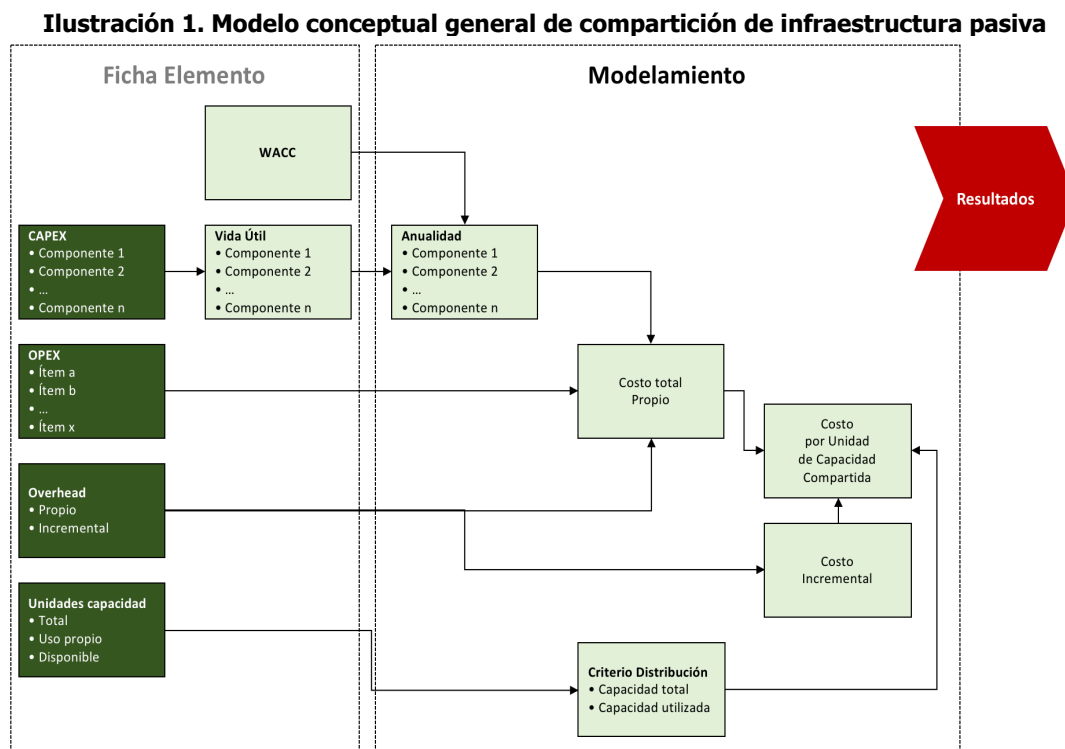 Ilustración 1. Modelo conceptual general de compartición de infraestructura pasiva
Ficha Elemento
Modelamiento
WACC
Resultados
CAPEX
• Componente 1
• Componente 2
• ...
• Componente n
Vida Útil
• Componente 1
• Componente 2
• ...
• Componente n
Anualidad
• Componente 1
• Componente 2
• ...
• Componente n
OPEX
• Ítem a
• Ítem b
• ...
• Ítem x
Costo total
Propio
Costo
por Unidad
de Capacidad
Compartida
Overhead
• Propio
• Incremental
Costo
Incremental
Unidades capacidad
• Total
• Uso propio
• Disponible
Criterio Distribución
• Capacidad total
• Capacidad utilizada